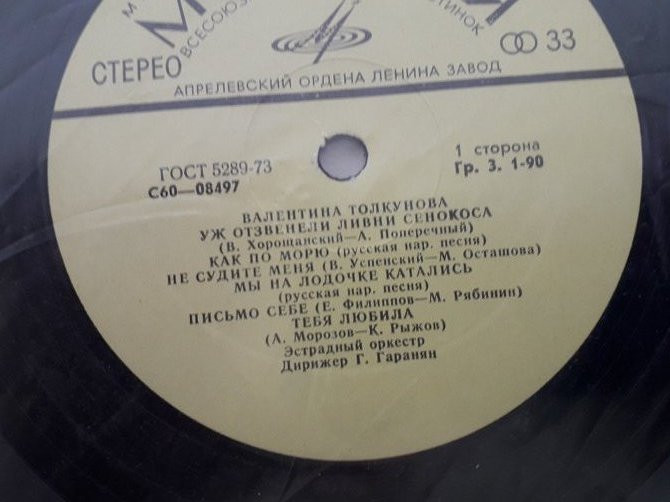 СТЕРЕО
33
АПРЕЛЕВСКИЙ ОРДЕНА ЛЕНИНА ЗАВОД
ГОСТ 5289-73
С60—08497
1 сторона
Гр. 3. 1-90
ВАЛЕНТИНА ТОЛКУНОВА
УЖ ОТЗВЕНЕЛИ ЛИВНИ СЕНОКОСА
(В. Хорощанский—А. Поперечный)
КАК ПО МОРЮ (русская нар. песня)
НЕ СУДИТЕ МЕНЯ (В. Успенский—М. Осташова)
МЫ НА ЛОДОЧКЕ КАТАЛИСЬ
(русская нар. песня)
ПИСЬМО СЕБЕ (Е. Филиппов—М. Рябинин)
ТЕБЯ ЛЮБИЛА
(А. Морозов—К. Рыжов)
Эстрадный оркестр
Дирижер Г. Гаранян